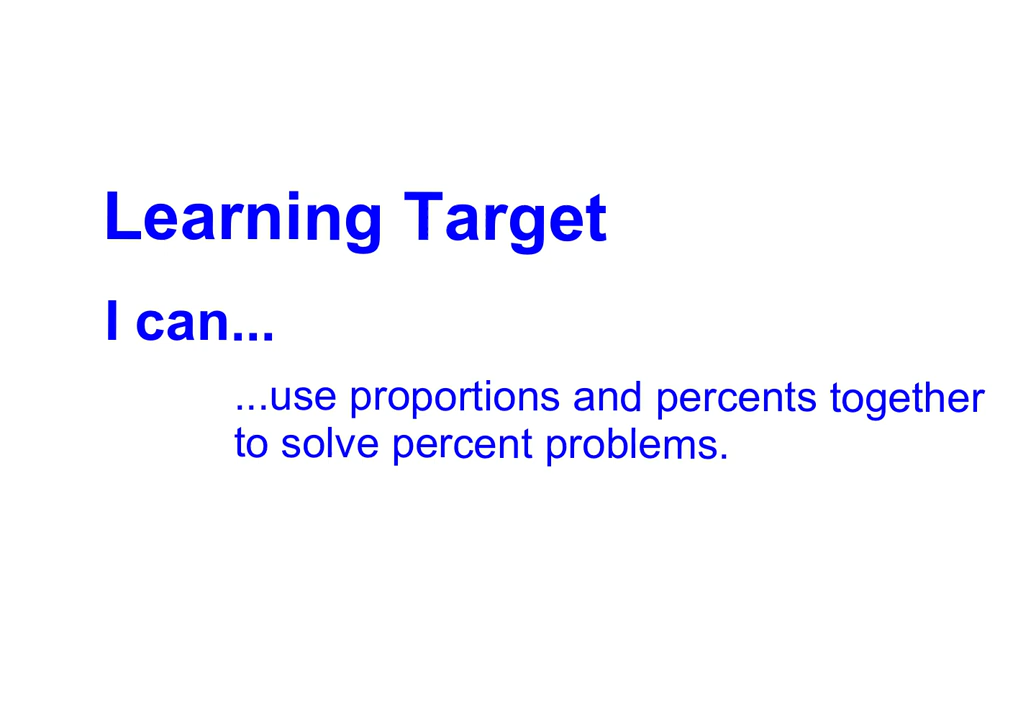 Learning Target
I can...
...use proportions and percents together
to solve percent problems.